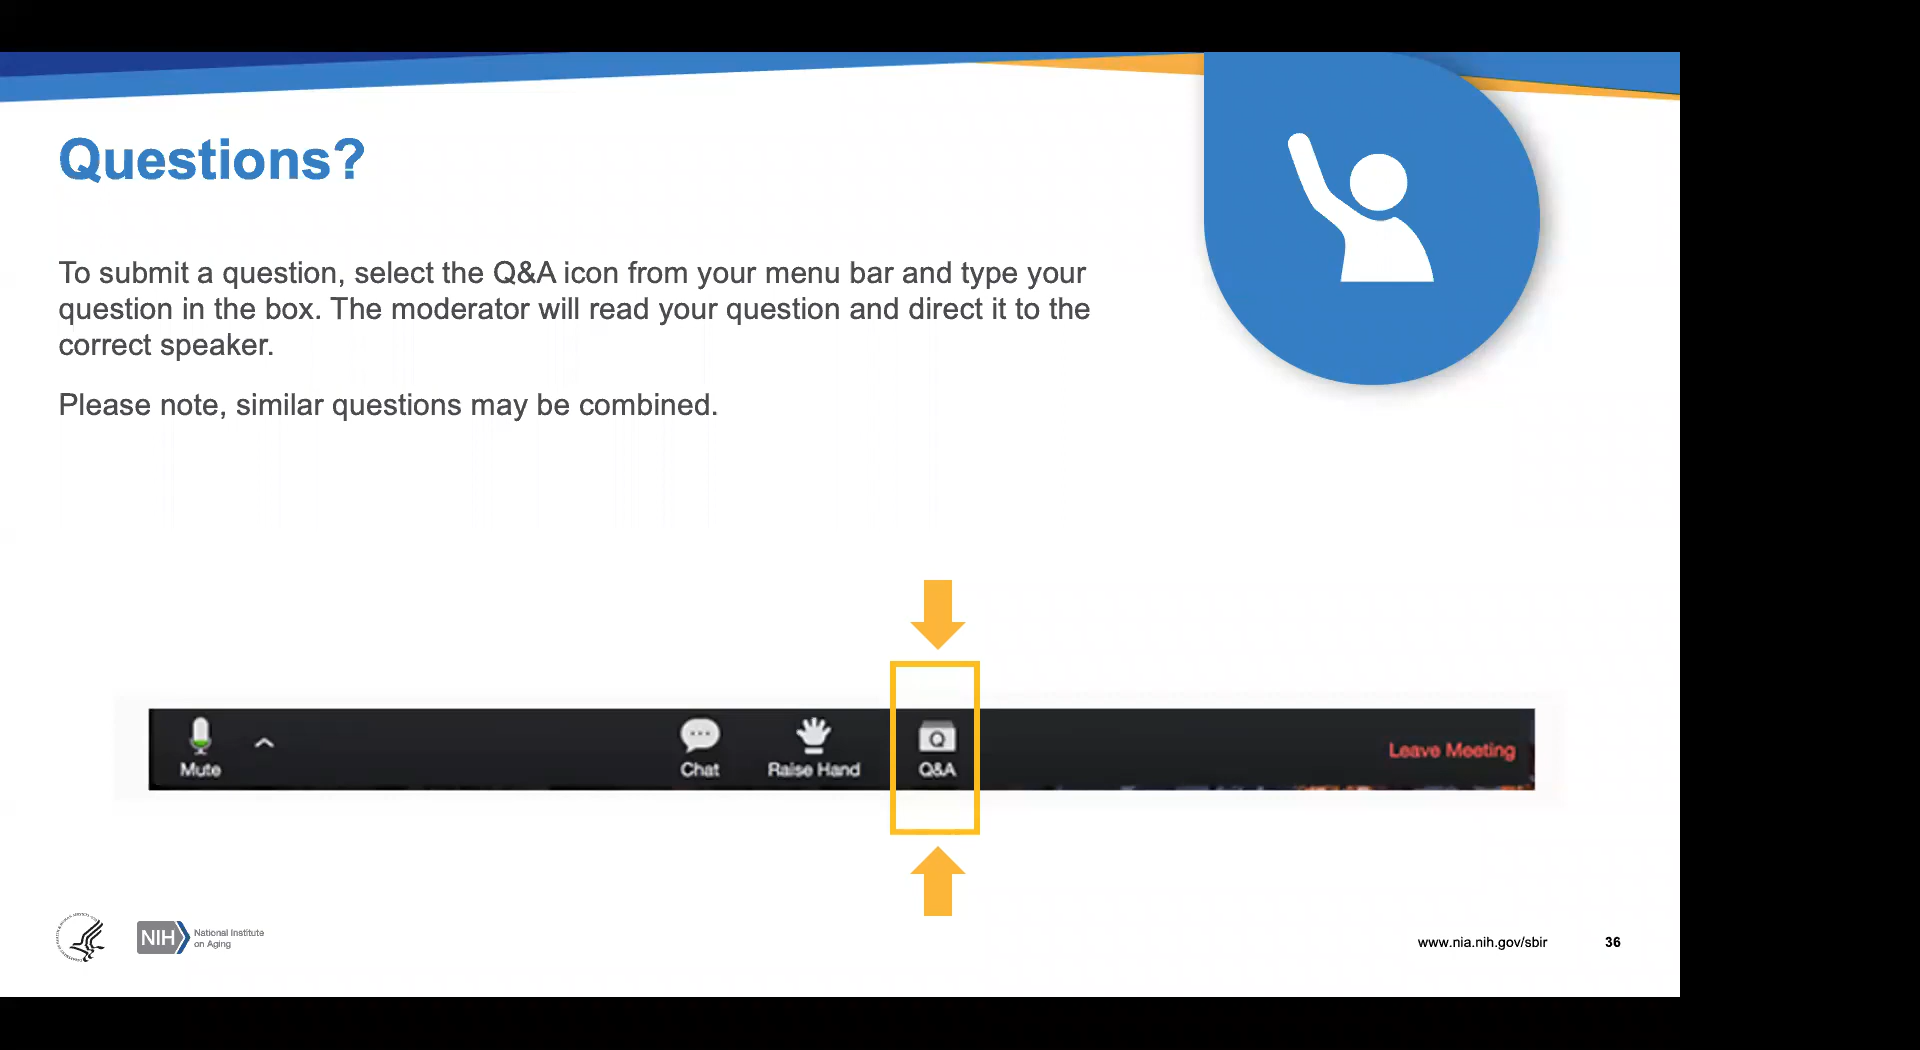 Questions?
To submit a question, select the Q&A icon from your menu bar and type your
question in the box. The moderator will read your question and direct it to the
correct speaker.
Please note, similar questions may be combined.
Mute
Chat
Raise Hand
Q
Q&A
Leave Meeting
NIH
National Institute
on Aging
www.nia.nih.gov/sbir
36